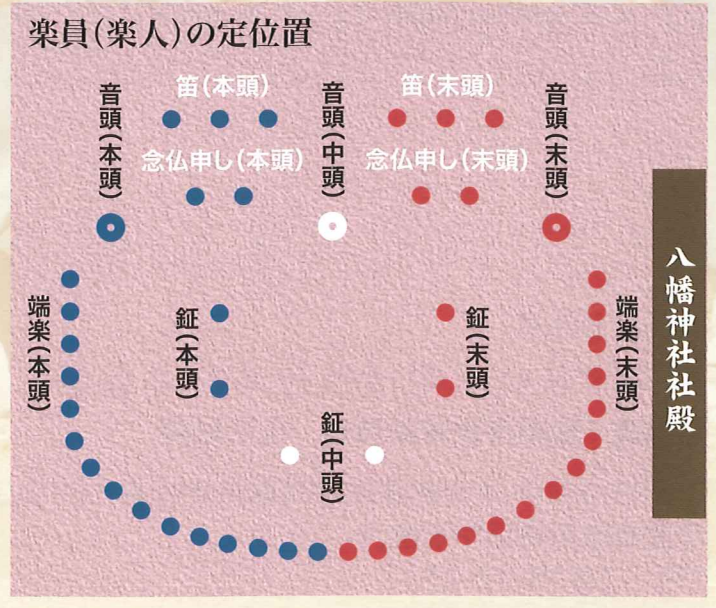 楽員(楽人)の定位置
音頭(本頭)
笛(本頭)
念仏申し(本頭)
音頭(中頭)
笛(末頭)
念仏申し(末頭)
音頭(末頭)
端楽(本頭)
鉦(本頭)
鉦(中頭)
鉦(末頭)
端楽(末頭)
八幡神社社殿